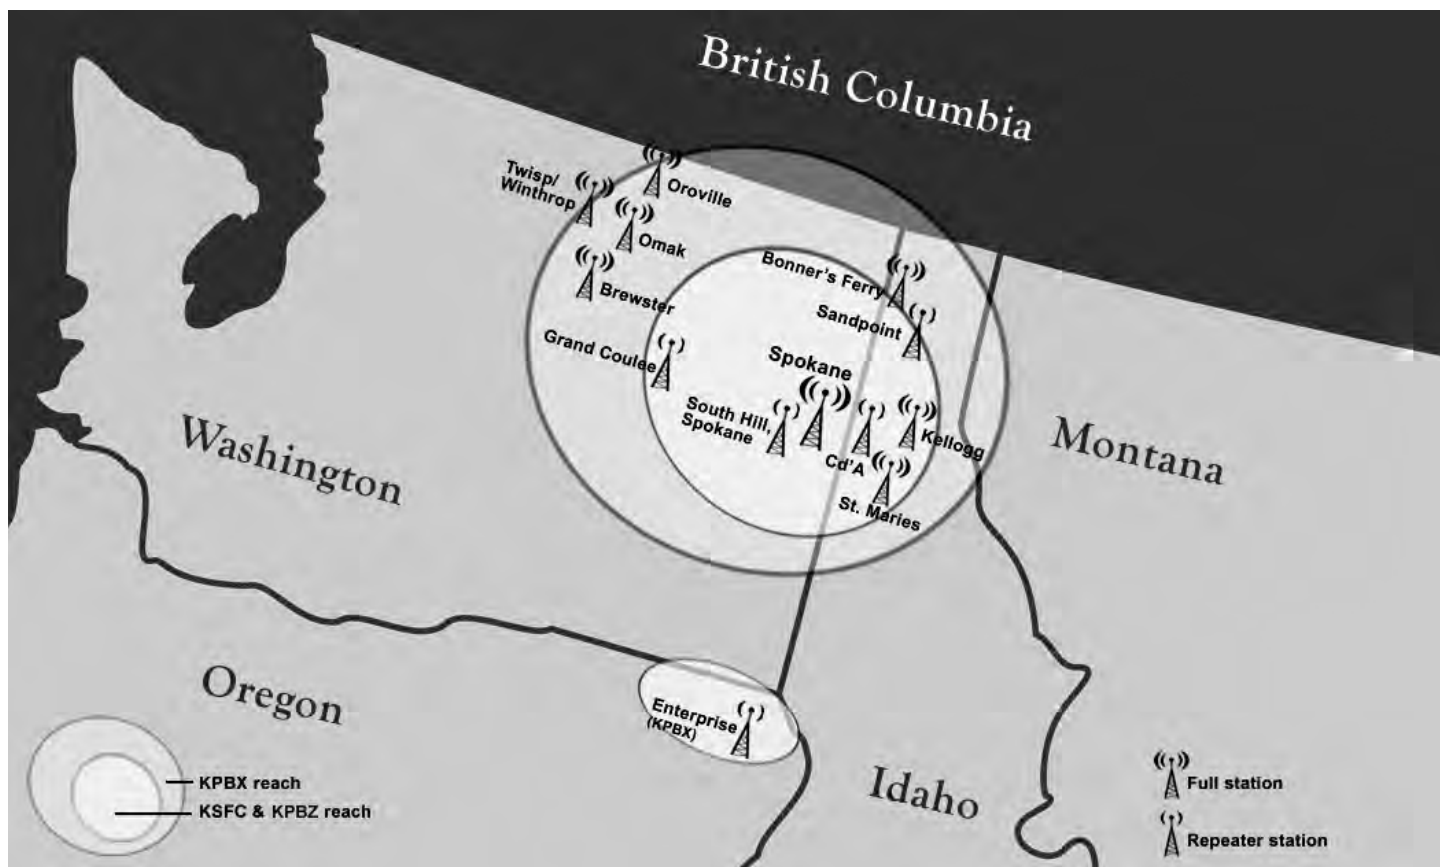 British Columbia
Twisp/
Winthrop
Oroville
Omak
Brewster
Bonner's Ferry
Sandpoint
Grand Coulee
Spokane
South Hill,
Spokane
Cd'A
Kellogg
St. Maries
Washington
Montana
Oregon
Enterprise
(KPBX)
Idaho
KPBX reach
KSFC & KPBZ reach
Full station
Repeater station